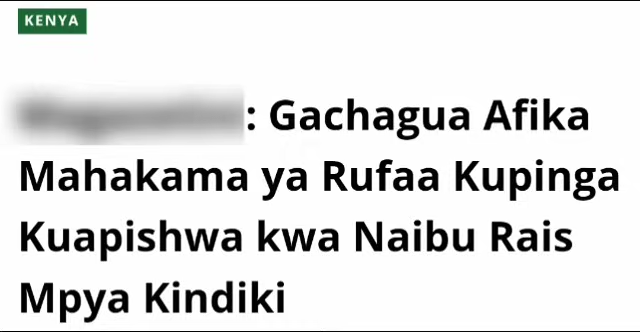 KENYA
: Gachagua Afika
Mahakama ya Rufaa Kupinga
Kuapishwa kwa Naibu Rais
Mpya Kindiki